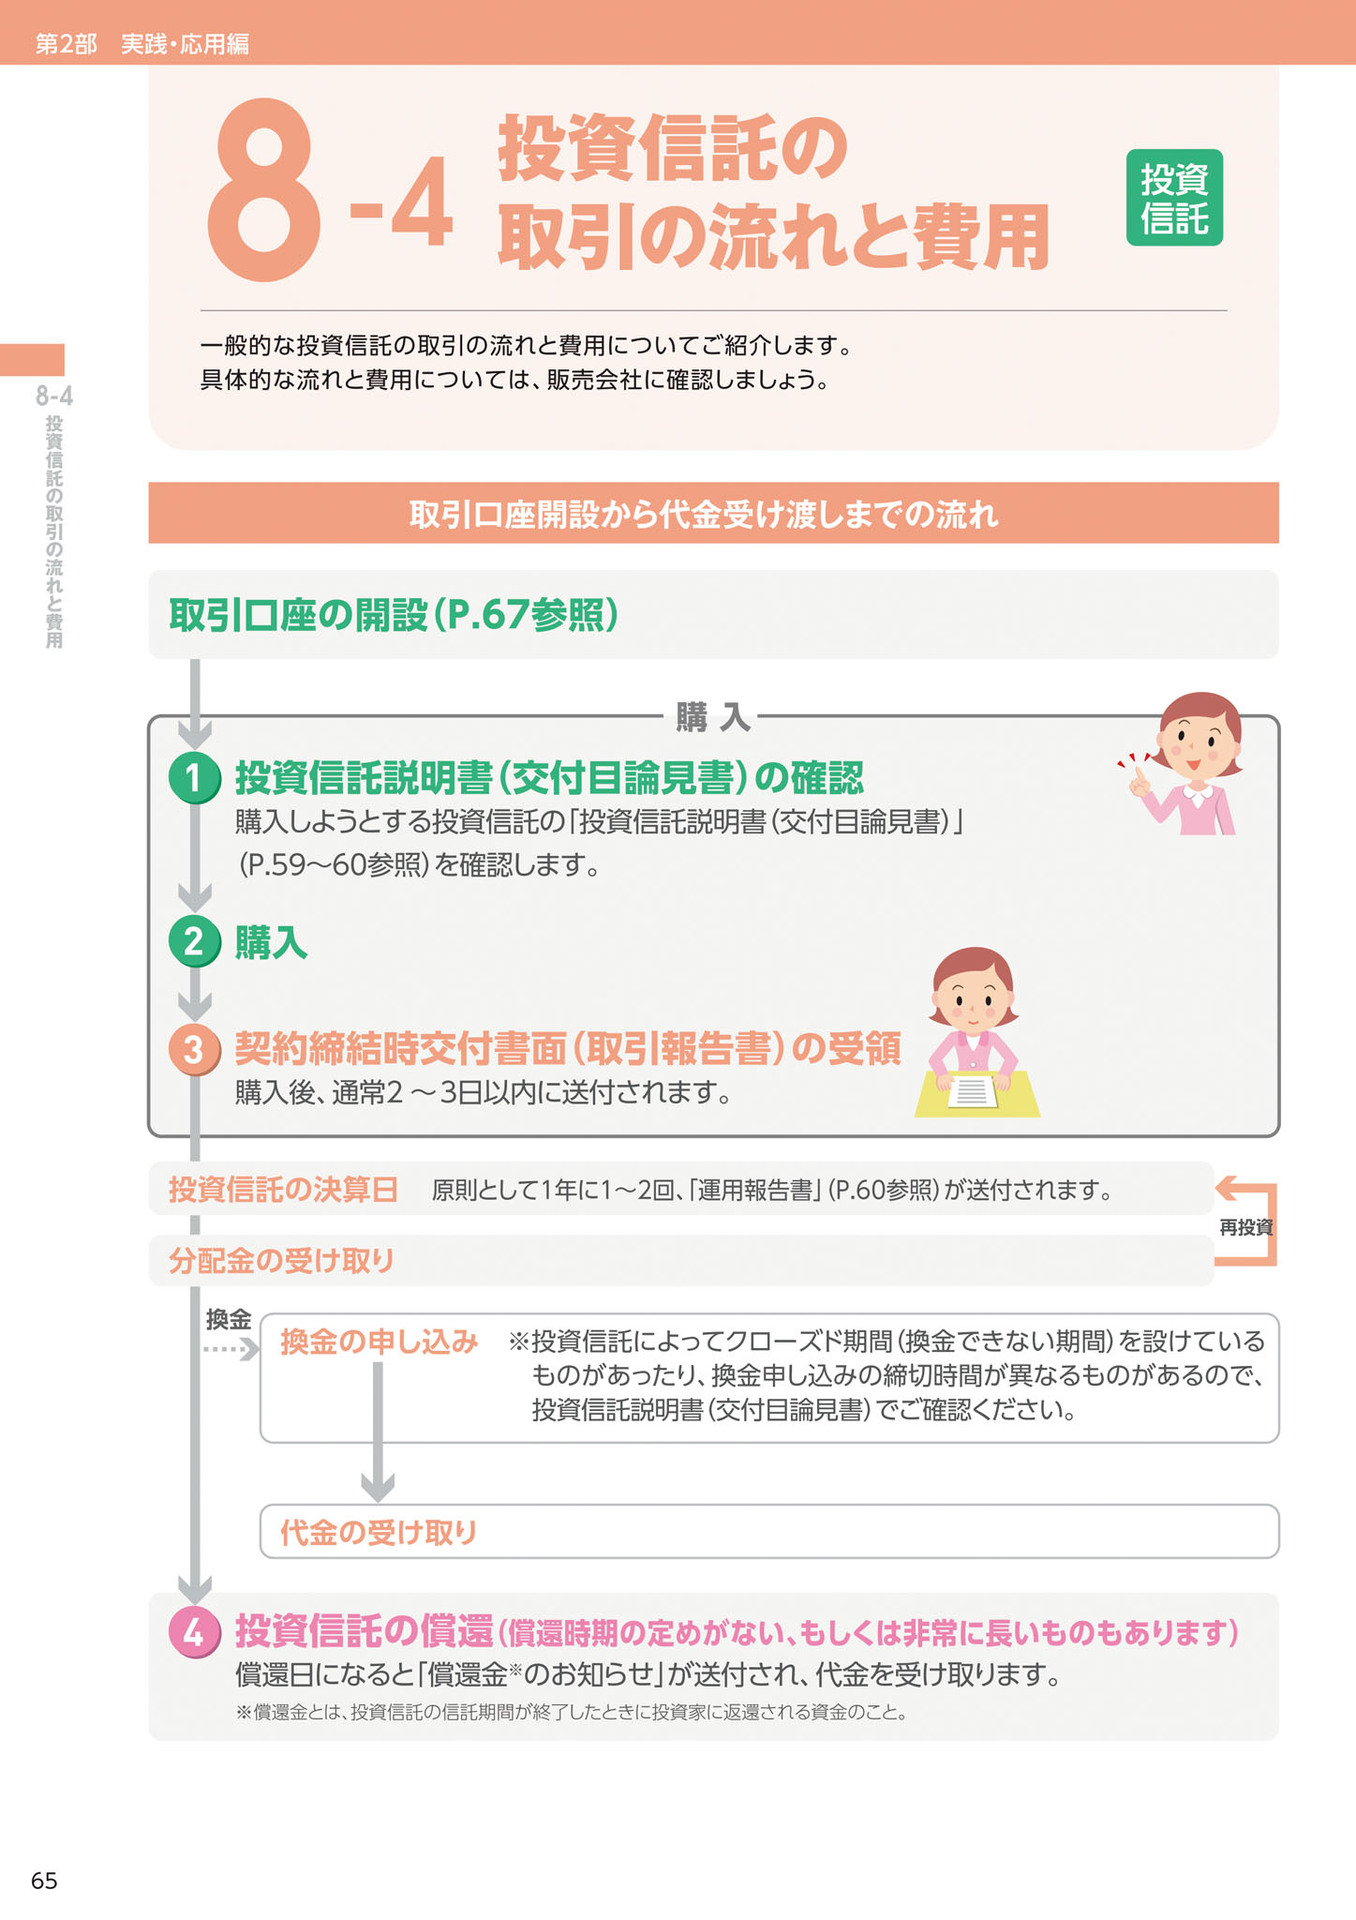 第2部　実践・応用編
8-4
投資信託の
取引の流れと費用
投資
信託
一般的な投資信託の取引の流れと費用についてご紹介します。
具体的な流れと費用については、販売会社に確認しましょう。
8-4
投資信託の取引の流れと費用
取引口座開設から代金受け渡しまでの流れ
取引口座の開設（P.67参照）
購 入
1 投資信託説明書（交付目論見書）の確認
購入しようとする投資信託の「投資信託説明書（交付目論見書）」
（P.59〜60参照）を確認します。
2 購入
3 契約締結時交付書面（取引報告書）の受領
購入後、通常2 〜 3日以内に送付されます。
投資信託の決算日　原則として1年に1〜2回、「運用報告書」（P.60参照）が送付されます。
再投資
分配金の受け取り
換金
換金の申し込み　※投資信託によってクローズド期間（換金できない期間）を設けている
ものがあったり、換金申し込みの締切時間が異なるものがあるので、
投資信託説明書（交付目論見書）でご確認ください。
代金の受け取り
4 投資信託の償還（償還時期の定めがない、もしくは非常に長いものもあります）
償還日になると「償還金※のお知らせ」が送付され、代金を受け取ります。
※償還金とは、投資信託の信託期間が終了したときに投資家に返還される資金のこと。
65